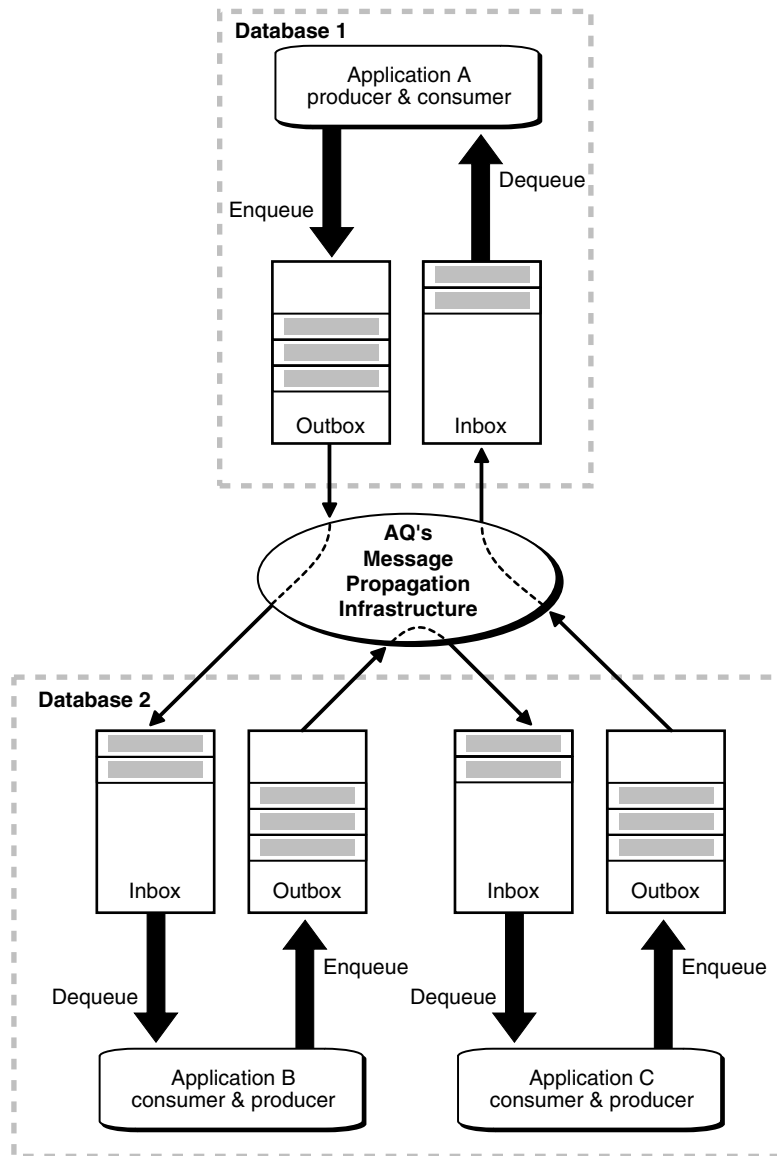 Database 1
Application A
producer & consumer
Enqueue
Dequeue
Outbox
Inbox
AQ's
Message
Propagation
Infrastructure
Database 2
Inbox
Outbox
Inbox
Outbox
Dequeue
Enqueue
Dequeue
Enqueue
Application B
consumer & producer
Application C
consumer & producer